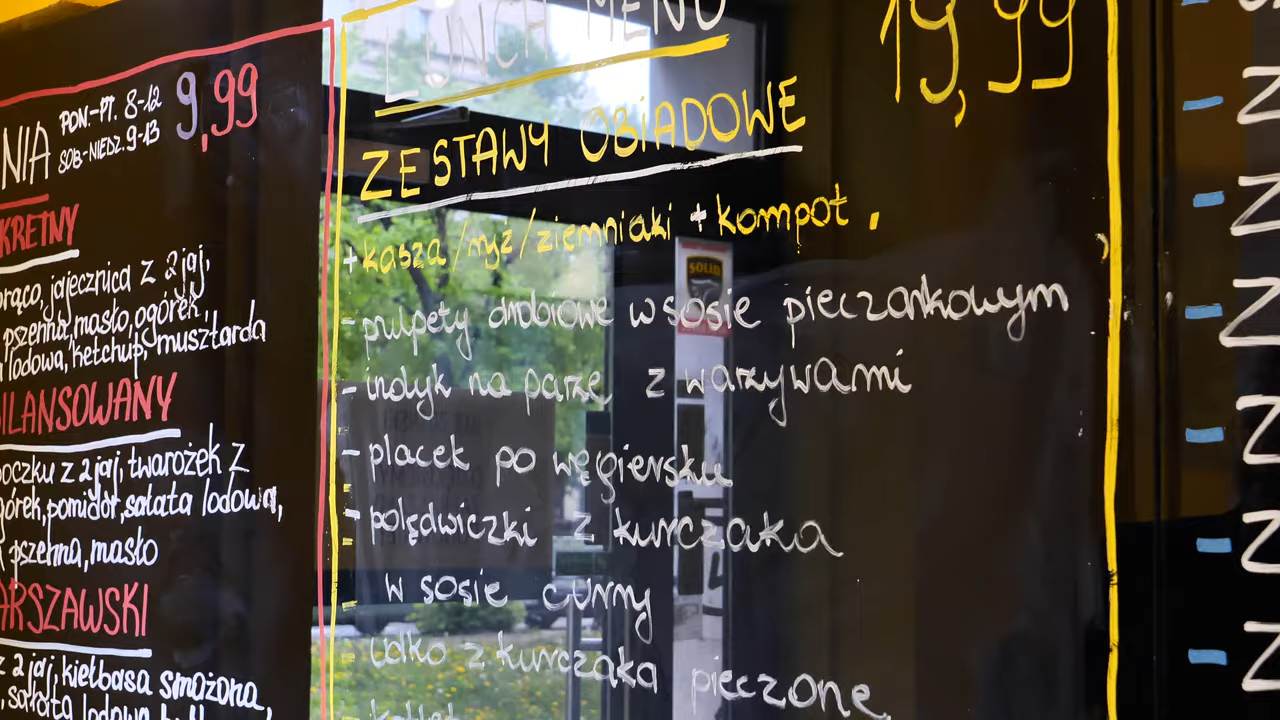 NIA PON.-PT. 8-12 9,99
SOB-NIEDZ. 9-13
KRETNY
jajecznica z 2 jaj,
pszenna, masło, ogórek,
lodowa, ketchup, musztarda
ILANSOWANY
boczku z 2 jaj, twarożek z
górek, pomidor, sałata lodowa,
pszenna, masło
ARSZAWSKI
z 2 jaj, kiełbasa smażona,
sałata lodowa
LUNCH MENU 19,99
ZESTAWY OBIADOWE
+ kasza/ryż/ziemniaki + kompot.
- pulpety drobiowe w sosie pieczarkowym
- indyk na parze z warzywami
- placek po węgiersku
- polędwiczki z kurczaka
w sosie curry
- udko z kurczaka pieczone
- kotlet
SOLID
Z
Z
Z
Z
Z
Z